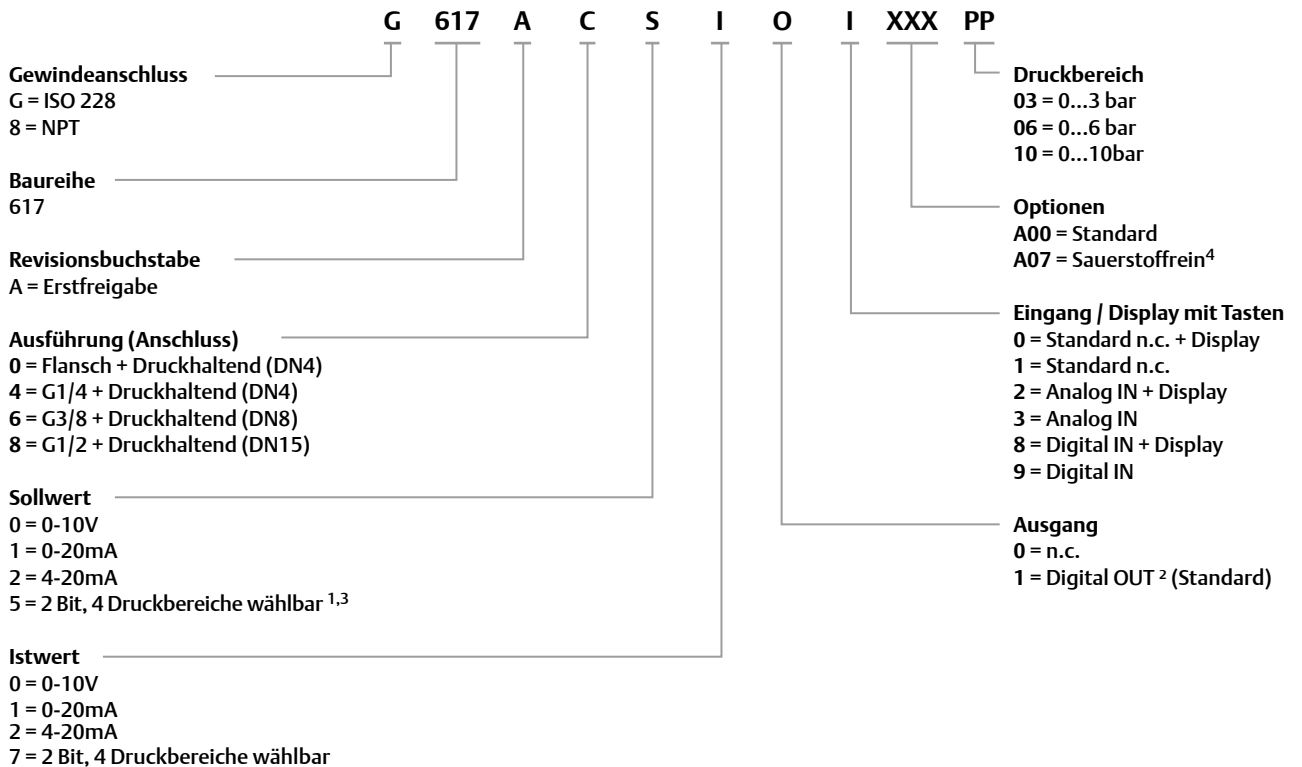 G 617 A C S I O I XXX PP
Gewindeanschluss
G = ISO 228
8 = NPT
Baureihe
617
Revisionsbuchstabe
A = Erstfreigabe
Ausführung (Anschluss)
0 = Flansch + Druckhaltend (DN4)
4 = G1/4 + Druckhaltend (DN4)
6 = G3/8 + Druckhaltend (DN8)
8 = G1/2 + Druckhaltend (DN15)
Sollwert
0 = 0-10V
1 = 0-20mA
2 = 4-20mA
5 = 2 Bit, 4 Druckbereiche wählbar 1,3
Istwert
0 = 0-10V
1 = 0-20mA
2 = 4-20mA
7 = 2 Bit, 4 Druckbereiche wählbar
Druckbereich
03 = 0...3 bar
06 = 0...6 bar
10 = 0...10bar
Optionen
A00 = Standard
A07 = Sauerstoffrein4
Eingang / Display mit Tasten
0 = Standard n.c. + Display
1 = Standard n.c.
2 = Analog IN + Display
3 = Analog IN
8 = Digital IN + Display
9 = Digital IN
Ausgang
0 = n.c.
1 = Digital OUT 2 (Standard)